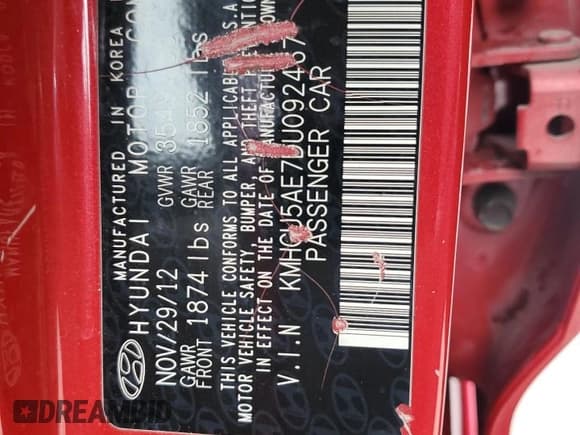 MANUFACTURED IN KOREA
HYUNDAI MOTOR
NOV/29/12 GVWR lbs
GAWR GAWR
FRONT 1874 lbs REAR 1852 lbs
THIS VEHICLE CONFORMS TO ALL APPLICABLE U.S.A.
MOTOR VEHICLE SAFETY, BUMPER, AND THEFT
IN EFFECT ON THE DATE OF MANUFACTURE
V.I.N
PASSENGER CAR
DREAMBID